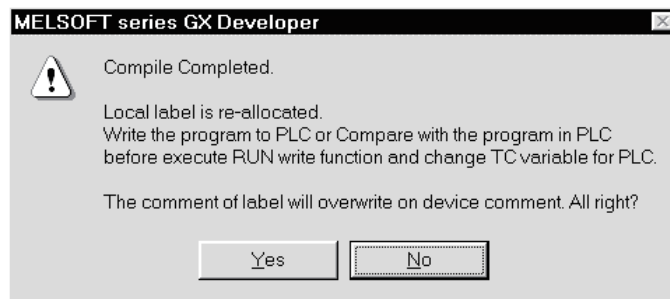 MELSOFT series GX Developer
Compile Completed.
Local label is re-allocated.
Write the program to PLC or Compare with the program in PLC
before execute RUN write function and change TC variable for PLC.
The comment of label will overwrite on device comment. All right?
Yes
No